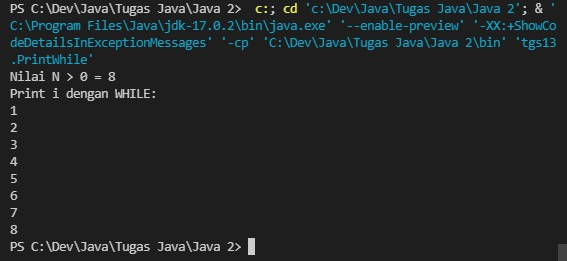 PS C:\Dev\Java\Tugas Java\Java 2>  c:; cd 'c:\Dev\Java\Tugas Java\Java 2'; & '
C:\Program Files\Java\jdk-17.0.2\bin\java.exe' '--enable-preview' '-XX:+ShowCo
deDetailsInExceptionMessages' '-cp' 'C:\Dev\Java\Tugas Java\Java 2\bin' 'tgs13
.PrintWhile'
Nilai N > 0 = 8
Print i dengan WHILE:
1
2
3
4
5
6
7
8
PS C:\Dev\Java\Tugas Java\Java 2>